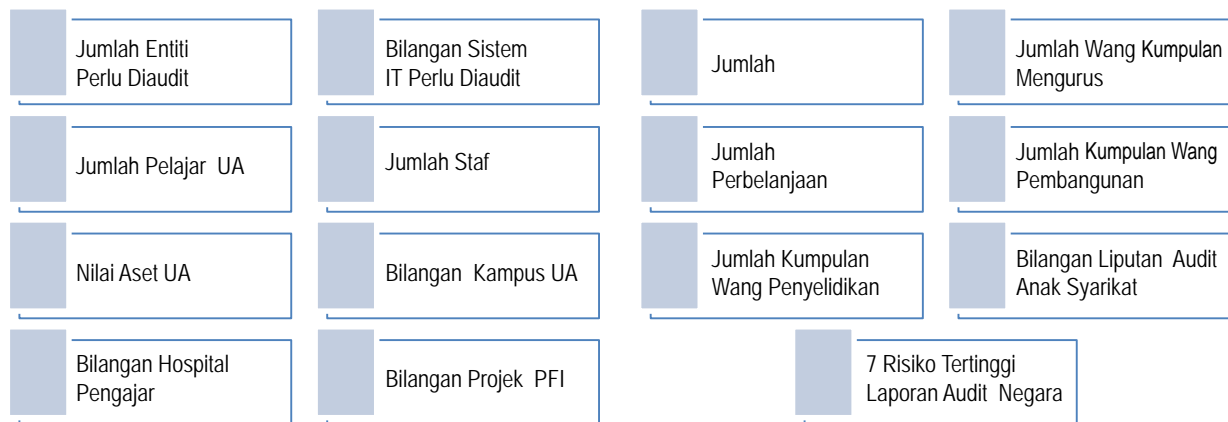 Jumlah Entiti
Perlu Diaudit
Bilangan Sistem
IT Perlu Diaudit
Jumlah
Jumlah Wang Kumpulan
Mengurus
Jumlah Pelajar UA
Jumlah Staf
Jumlah
Perbelanjaan
Jumlah Kumpulan Wang
Pembangunan
Nilai Aset UA
Bilangan Kampus UA
Jumlah Kumpulan
Wang Penyelidikan
Bilangan Liputan Audit
Anak Syarikat
Bilangan Hospital
Pengajar
Bilangan Projek PFI
7 Risiko Tertinggi
Laporan Audit Negara